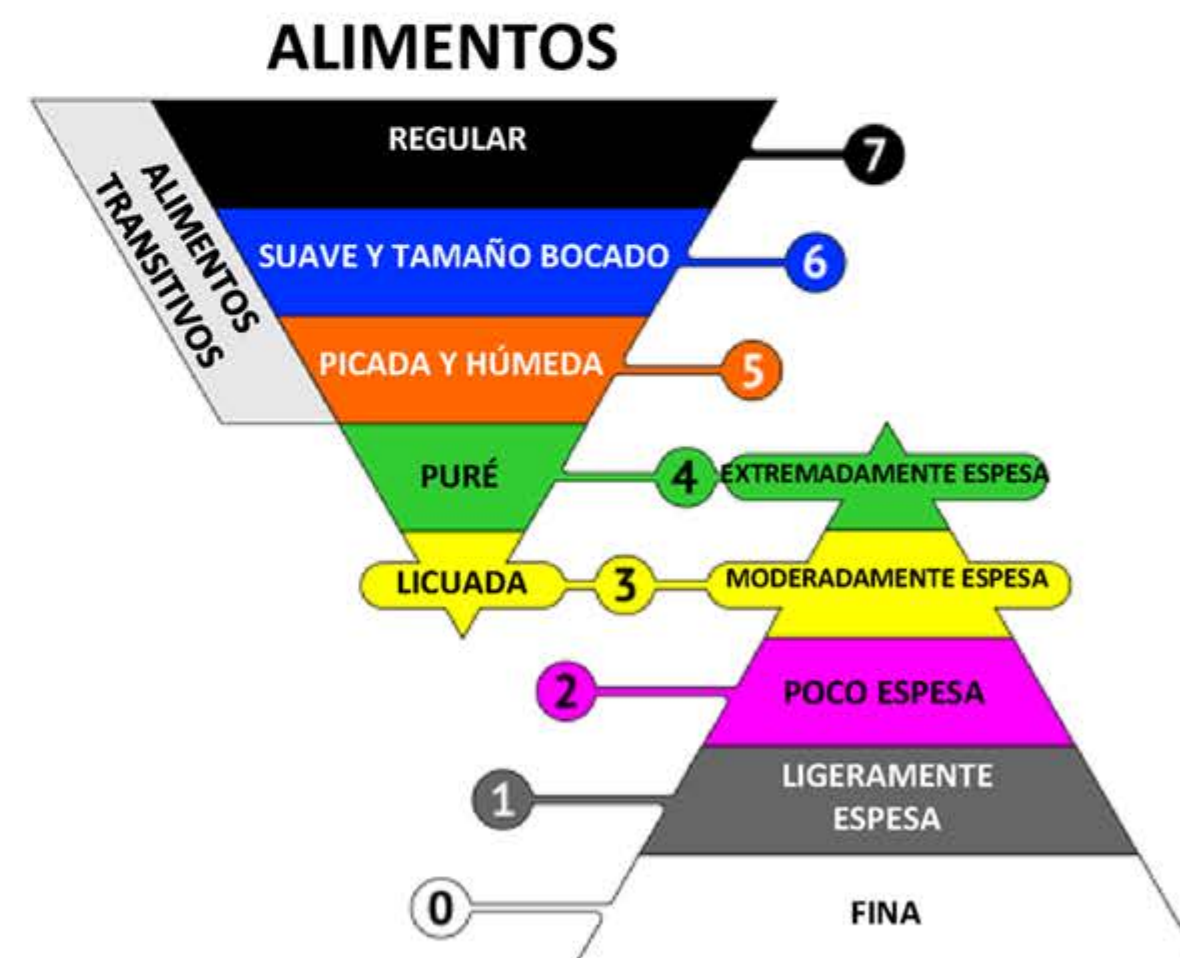 ALIMENTOS
REGULAR
7
ALIMENTOS
TRANSITIVOS
SUAVE Y TAMAÑO BOCADO
6
PICADA Y HÚMEDA
5
PURÉ
4
EXTREMADAMENTE ESPESA
LICUADA
3
MODERADAMENTE ESPESA
2
POCO ESPESA
1
LIGERAMENTE
ESPESA
0
FINA